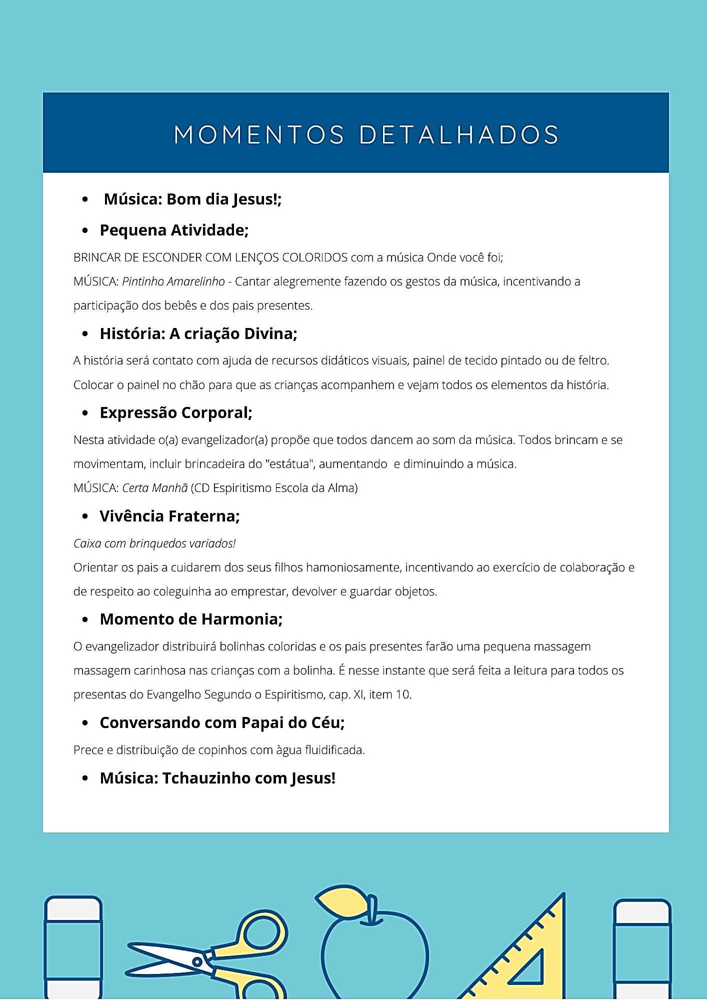 MOMENTOS DETALHADOS
• Música: Bom dia Jesus!;
• Pequena Atividade;
BRINCAR DE ESCONDER COM LENÇOS COLORIDOS com a música Onde você foi;
MÚSICA: Pintinho Amarelinho - Cantar alegremente fazendo os gestos da música, incentivando a
participação dos bebês e dos pais presentes.
• História: A criação Divina;
A história será contato com ajuda de recursos didáticos visuais, painel de tecido pintado ou de feltro.
Colocar o painel no chão para que as crianças acompanhem e vejam todos os elementos da história.
• Expressão Corporal;
Nesta atividade o(a) evangelizador(a) propõe que todos dancem ao som da música. Todos brincam e se
movimentam, incluir brincadeira do "estátua", aumentando  e diminuindo a música.
MÚSICA: Certa Manhã (CD Espiritismo Escola da Alma)
• Vivência Fraterna;
Caixa com brinquedos variados!
Orientar os pais a cuidarem dos seus filhos hamoniosamente, incentivando ao exercício de colaboração e
de respeito ao coleguinha ao emprestar, devolver e guardar objetos.
• Momento de Harmonia;
O evangelizador distribuirá bolinhas coloridas e os pais presentes farão uma pequena massagem
massagem carinhosa nas crianças com a bolinha. É nesse instante que será feita a leitura para todos os
presentas do Evangelho Segundo o Espiritismo, cap. XI, item 10.
• Conversando com Papai do Céu;
Prece e distribuição de copinhos com àgua fluidificada.
• Música: Tchauzinho com Jesus!